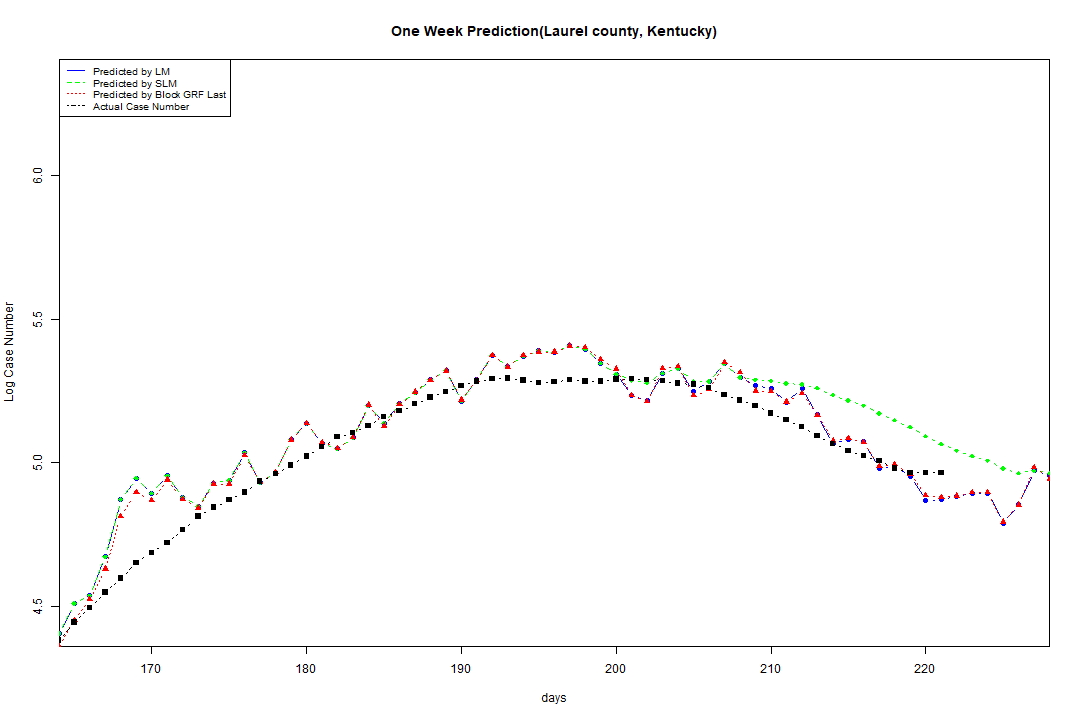 One Week Prediction(Laurel county, Kentucky)
Predicted by LM
Predicted by SLM
Predicted by Block GRF Last
Actual Case Number
6.0
5.5
5.0
4.5
Log Case Number
170 180 190 200 210 220
days